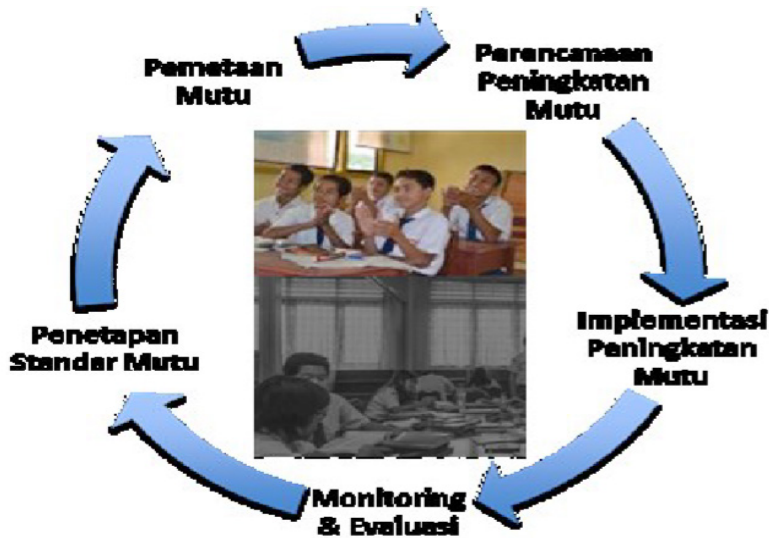 Pemetaan
Mutu
Perencanaan
Peningkatan
Mutu
Implementasi
Peningkatan
Mutu
Monitoring
& Evaluasi
Penetapan
Standar Mutu